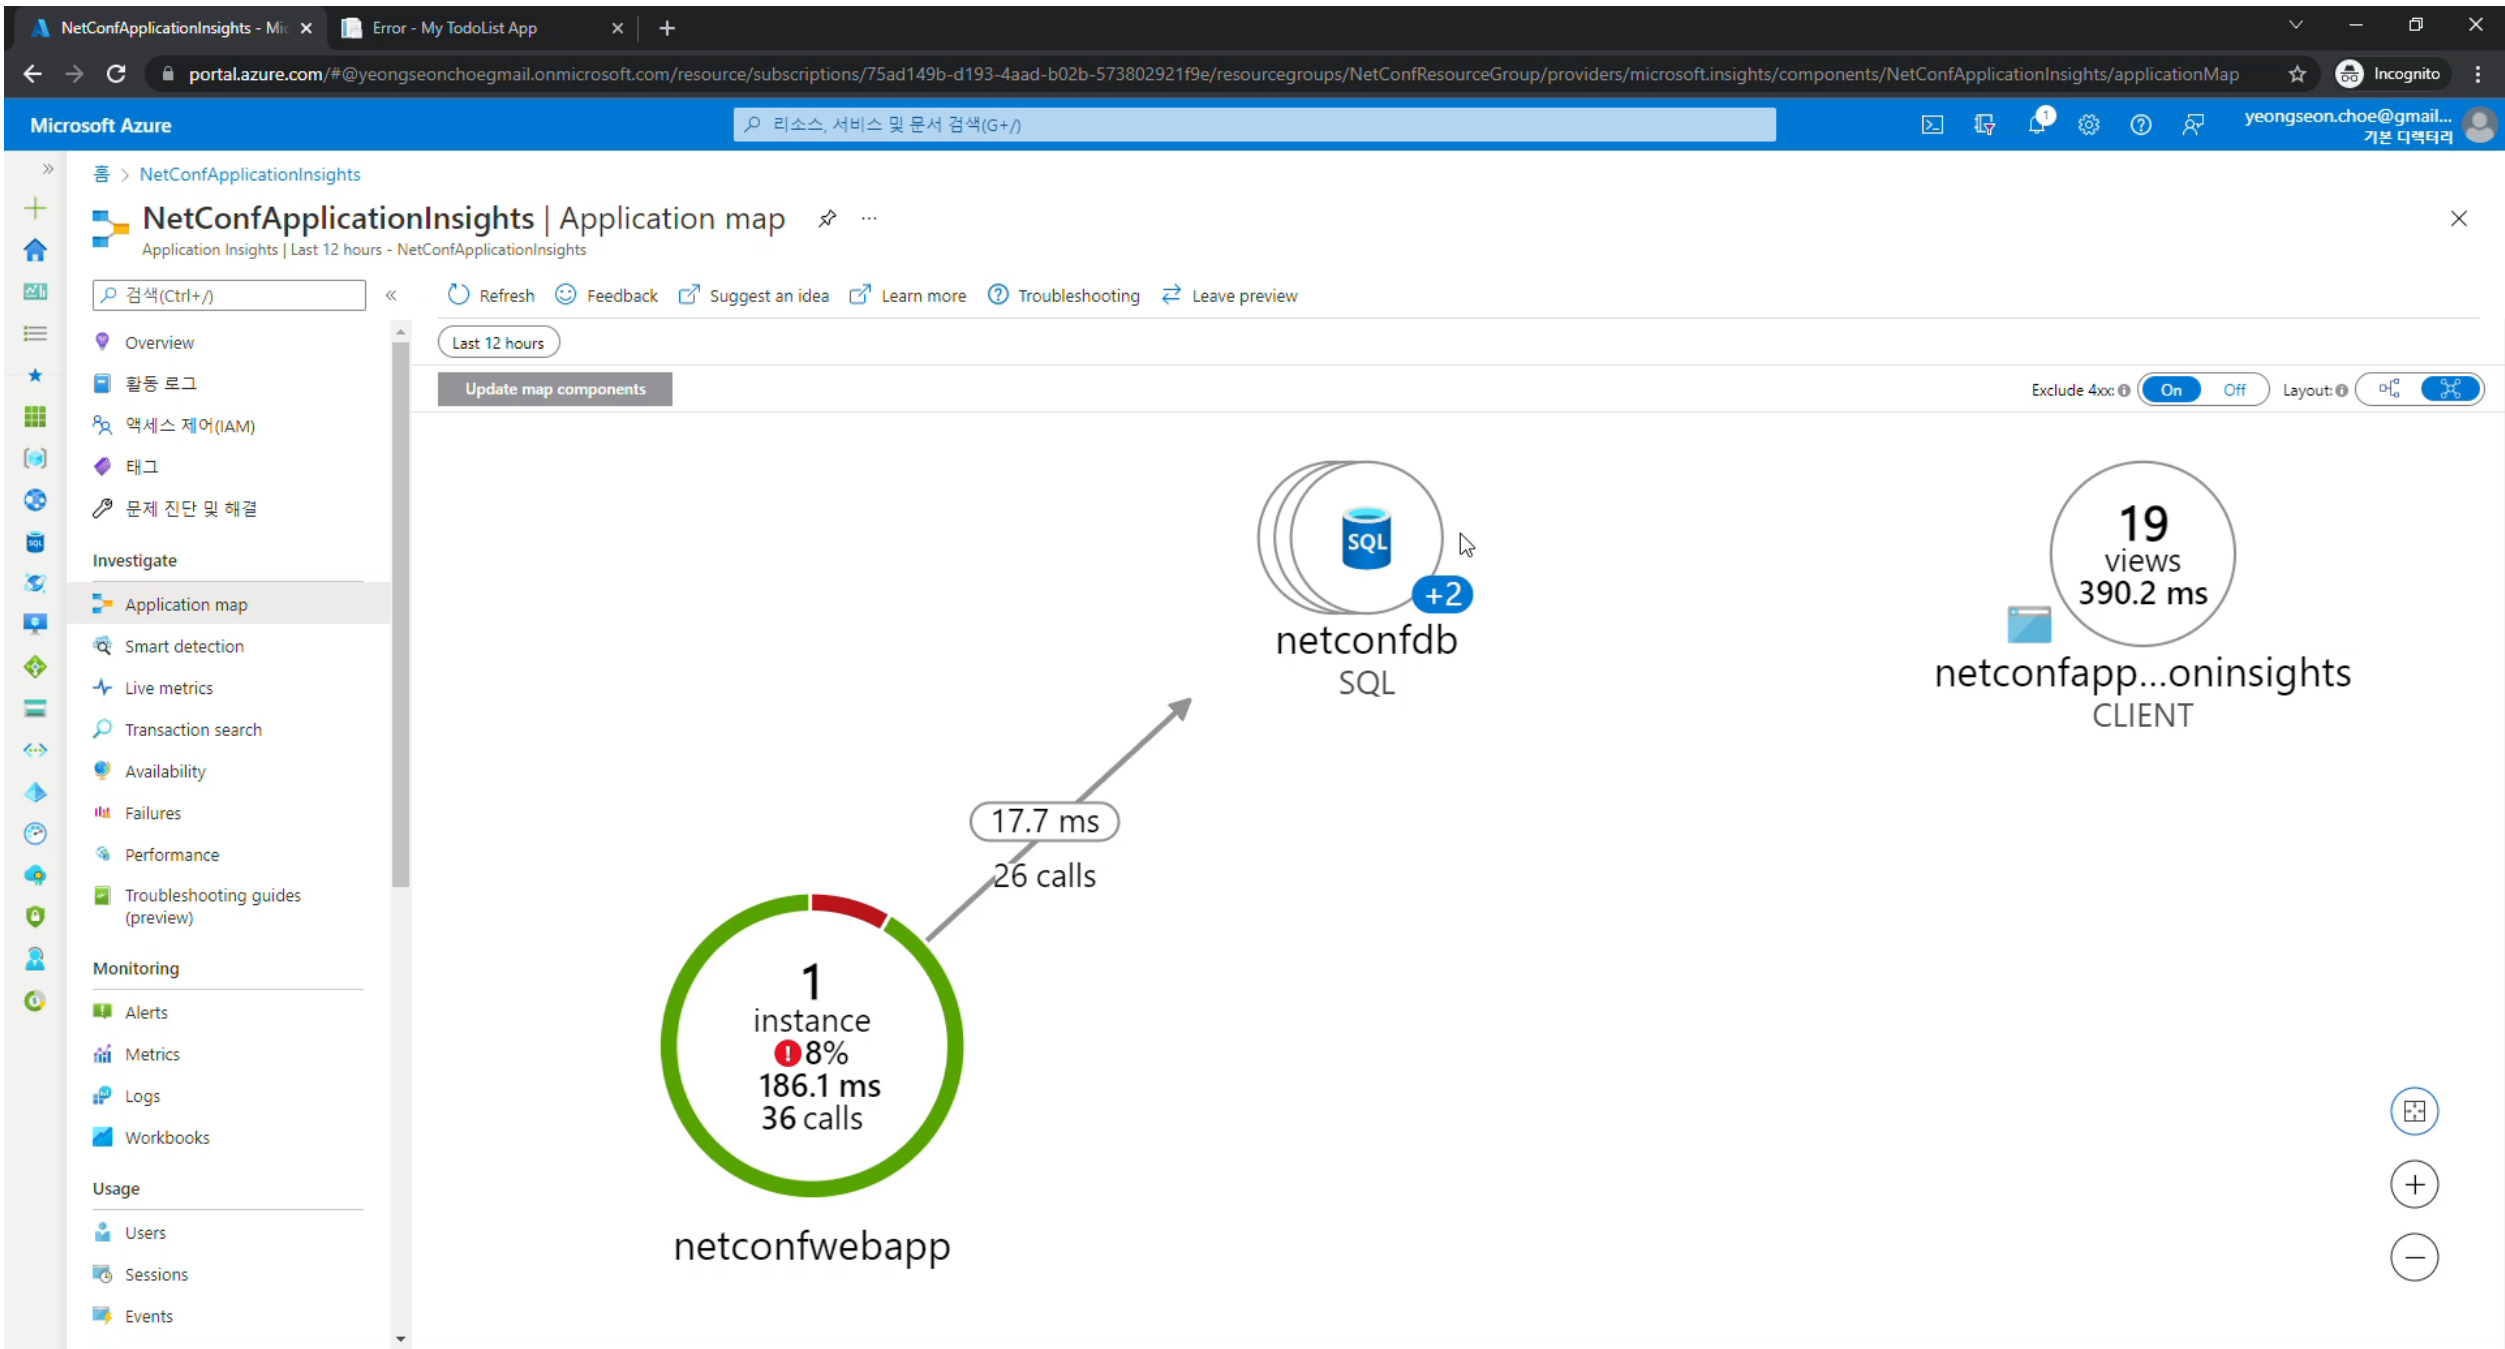 NetConfApplicationInsights - Mic
Error - My TodoList App
portal.azure.com/#@yeongseonchoegmail.onmicrosoft.com/resource/subscriptions/75ad149b-d193-4aad-b02b-573802921f9e/resourcegroups/NetConfResourceGroup/providers/microsoft.insights/components/NetConfApplicationInsights/applicationMap
Incognito
Microsoft Azure
리소스, 서비스 및 문서 검색(G+/)
1
yeongseon.choe@gmail...
기본 디렉터리
홈 > NetConfApplicationInsights
NetConfApplicationInsights | Application map
Application Insights | Last 12 hours - NetConfApplicationInsights
검색(Ctrl+/)
Refresh
Feedback
Suggest an idea
Learn more
Troubleshooting
Leave preview
Last 12 hours
Update map components
Exclude 4xx:
On
Off
Layout:
Overview
활동 로그
액세스 제어(IAM)
태그
문제 진단 및 해결
Investigate
Application map
Smart detection
Live metrics
Transaction search
Availability
Failures
Performance
Troubleshooting guides
(preview)
Monitoring
Alerts
Metrics
Logs
Workbooks
Usage
Users
Sessions
Events
SQL
SQL
+2
netconfdb
SQL
19
views
390.2 ms
netconfapp...oninsights
CLIENT
17.7 ms
26 calls
1
instance
8%
186.1 ms
36 calls
netconfwebapp